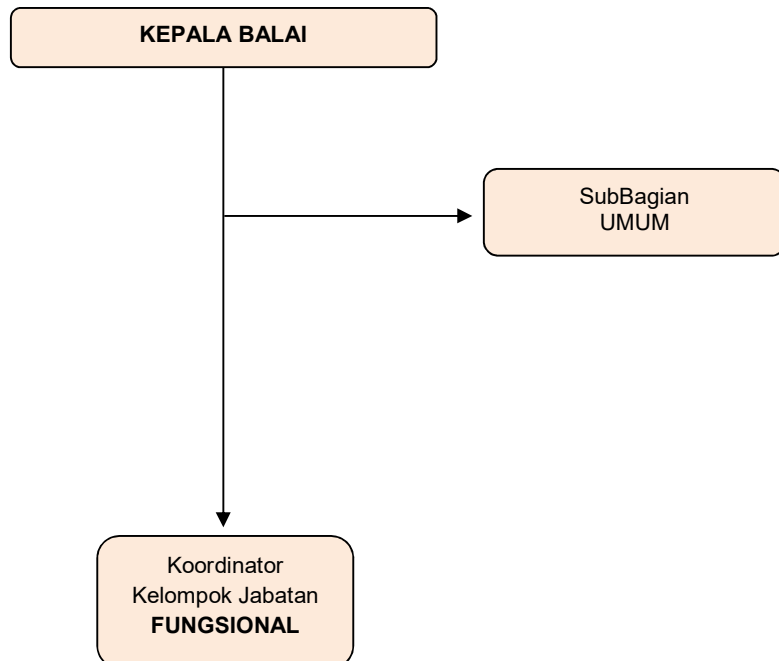 KEPALA BALAI
SubBagian
UMUM
Koordinator
Kelompok Jabatan
FUNGSIONAL